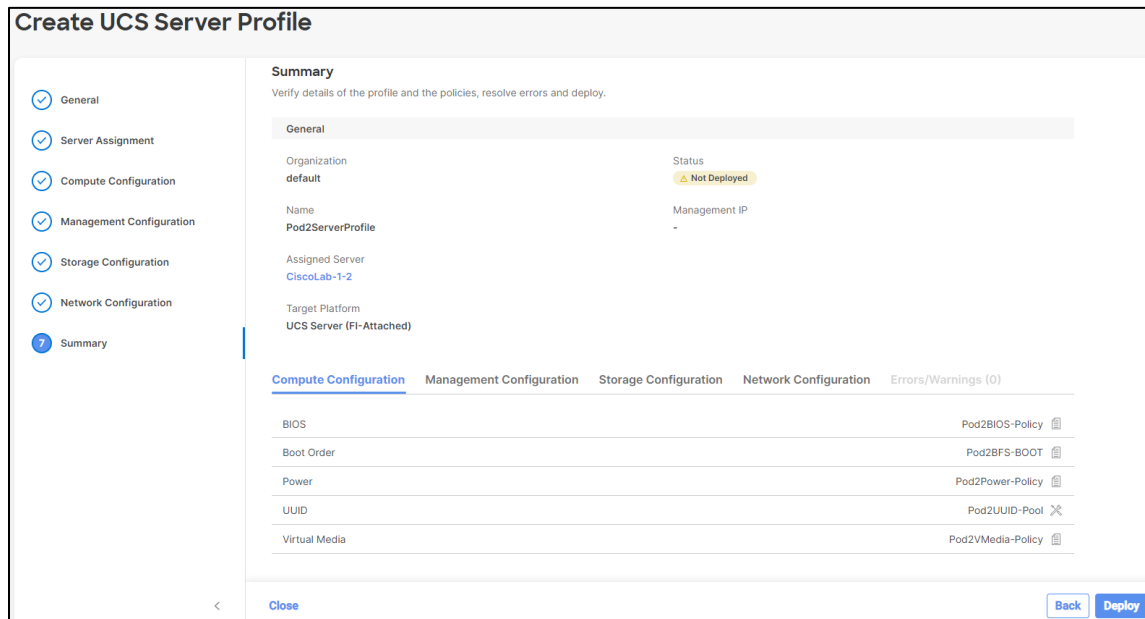 Create UCS Server Profile
General
Server Assignment
Compute Configuration
Management Configuration
Storage Configuration
Network Configuration
7 Summary
Summary
Verify details of the profile and the policies, resolve errors and deploy.
General
Organization
default
Status
Not Deployed
Name
Pod2ServerProfile
Management IP
-
Assigned Server
CiscoLab-1-2
Target Platform
UCS Server (FI-Attached)
Compute Configuration Management Configuration Storage Configuration Network Configuration Errors/Warnings (0)
BIOS Pod2BIOS-Policy
Boot Order Pod2BFS-BOOT
Power Pod2Power-Policy
UUID Pod2UUID-Pool
Virtual Media Pod2VMedia-Policy
< Close Back Deploy